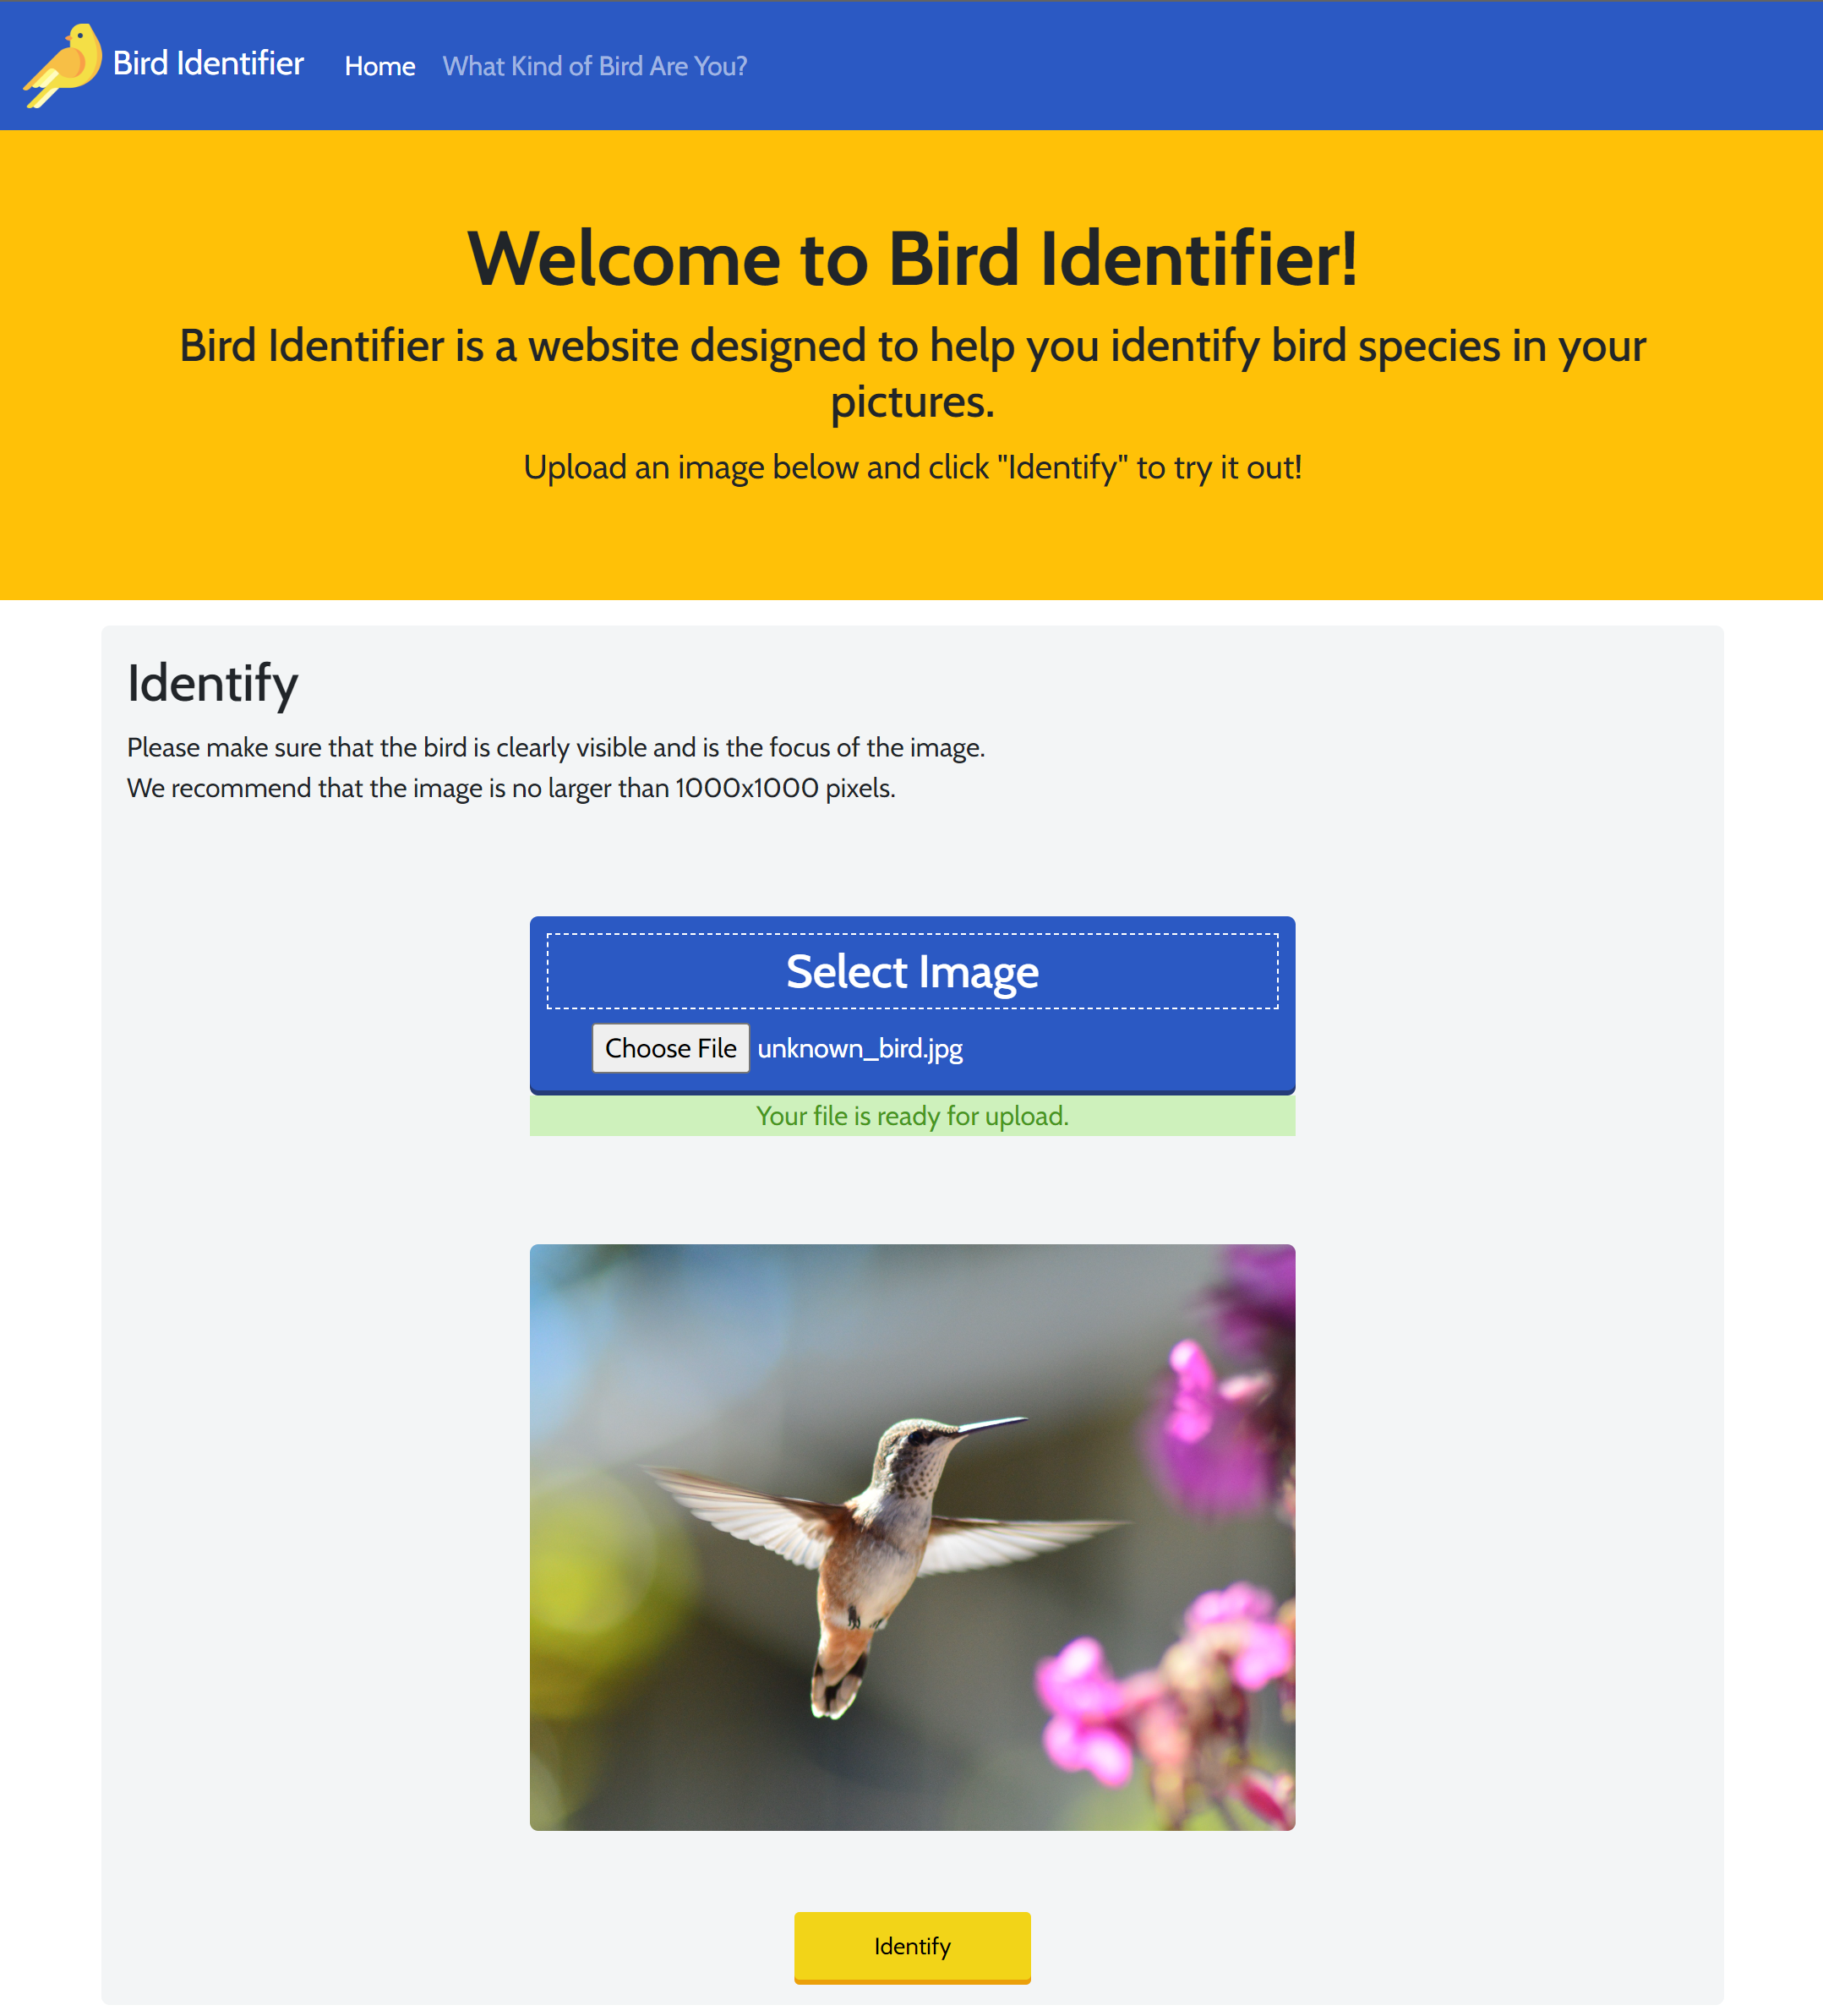 Bird Identifier Home What Kind of Bird Are You?
Welcome to Bird Identifier!
Bird Identifier is a website designed to help you identify bird species in your
pictures.
Upload an image below and click "Identify" to try it out!
Identify
Please make sure that the bird is clearly visible and is the focus of the image.
We recommend that the image is no larger than 1000x1000 pixels.
Select Image
Choose File unknown_bird.jpg
Your file is ready for upload.
Identify